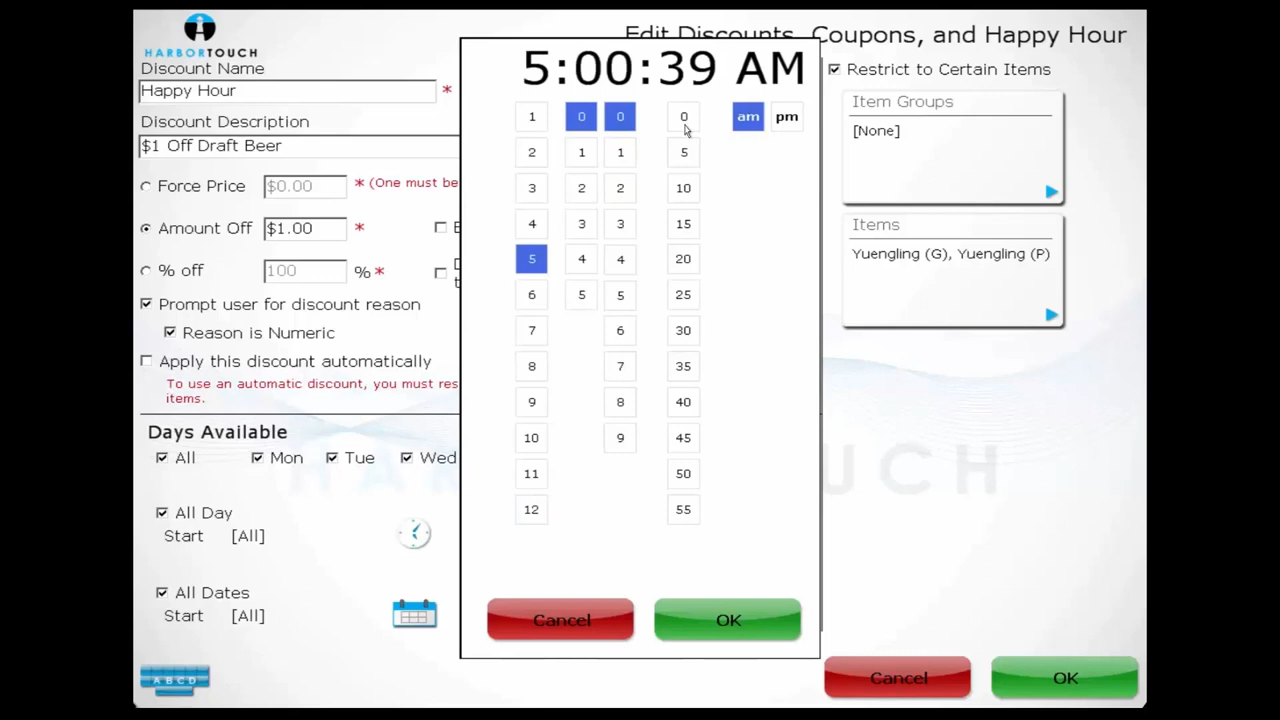 HARBORTOUCH
Edit Discounts, Coupons, and Happy Hour
Discount Name
Happy Hour *
Discount Description
$1 Off Draft Beer
Force Price $0.00 * (One must be
Amount Off $1.00 *
% off 100 % *
Prompt user for discount reason
Reason is Numeric
Apply this discount automatically
To use an automatic discount, you must res
items.
Days Available
All Mon Tue Wed
All Day
Start [All]
All Dates
Start [All]
A B C D
5:00:39 AM
1 0 0 0 am pm
2 1 1 5
3 2 2 10
4 3 3 15
5 4 4 20
6 5 5 25
7 6 30
8 7 35
9 8 40
10 9 45
11 50
12 55
Cancel OK
Restrict to Certain Items
Item Groups
[None]
Items
Yuengling (G), Yuengling (P)
UCH
Cancel OK